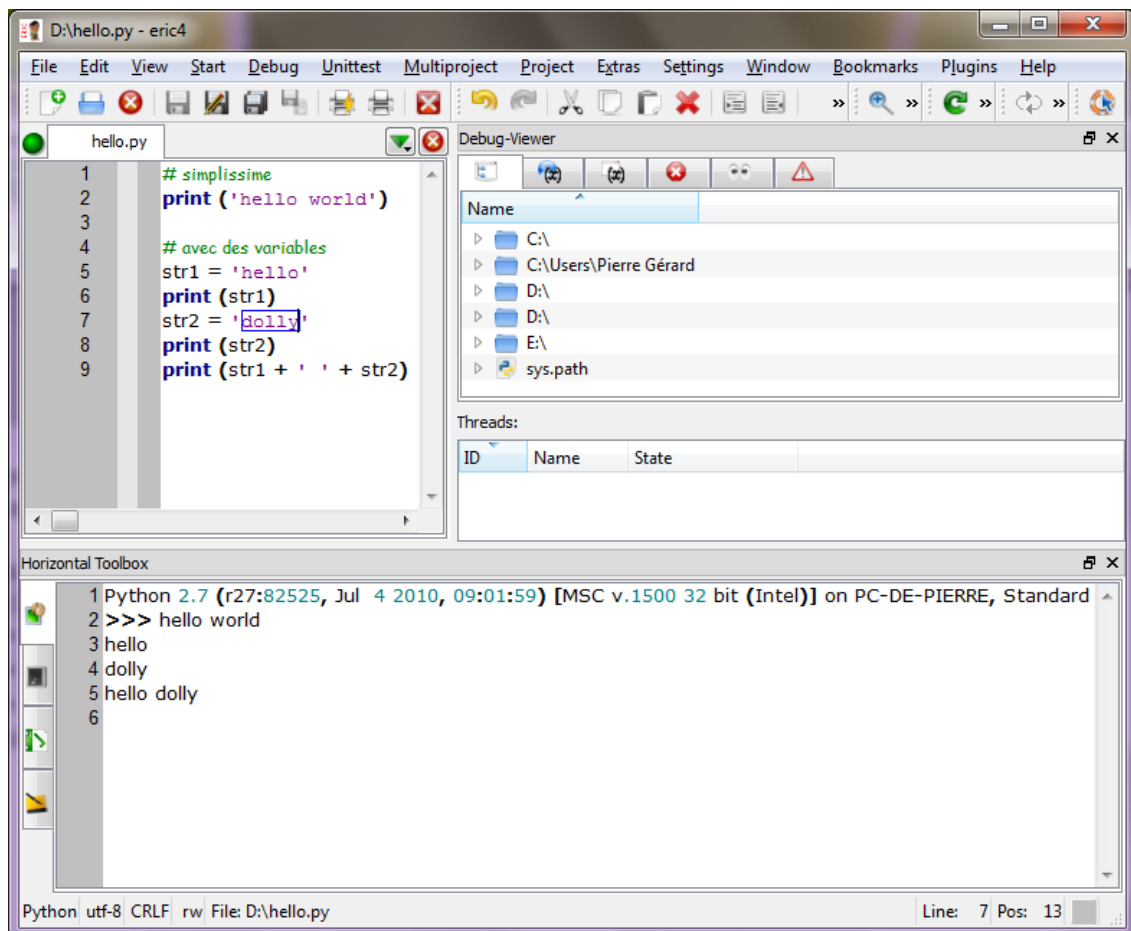 D:\hello.py - eric4
File Edit View Start Debug Unittest Multiproject Project Extras Settings Window Bookmarks Plugins Help
hello.py
1 # simplissime
2 print ('hello world')
3
4 # avec des variables
5 str1 = 'hello'
6 print (str1)
7 str2 = 'dolly'
8 print (str2)
9 print (str1 + ' ' + str2)
Debug-Viewer
Name
C:\
C:\Users\Pierre Gérard
D:\
D:\
E:\
sys.path
Threads:
ID Name State
Horizontal Toolbox
1 Python 2.7 (r27:82525, Jul  4 2010, 09:01:59) [MSC v.1500 32 bit (Intel)] on PC-DE-PIERRE, Standard
2 >>> hello world
3 hello
4 dolly
5 hello dolly
6
Python utf-8 CRLF rw File: D:\hello.py Line: 7 Pos: 13